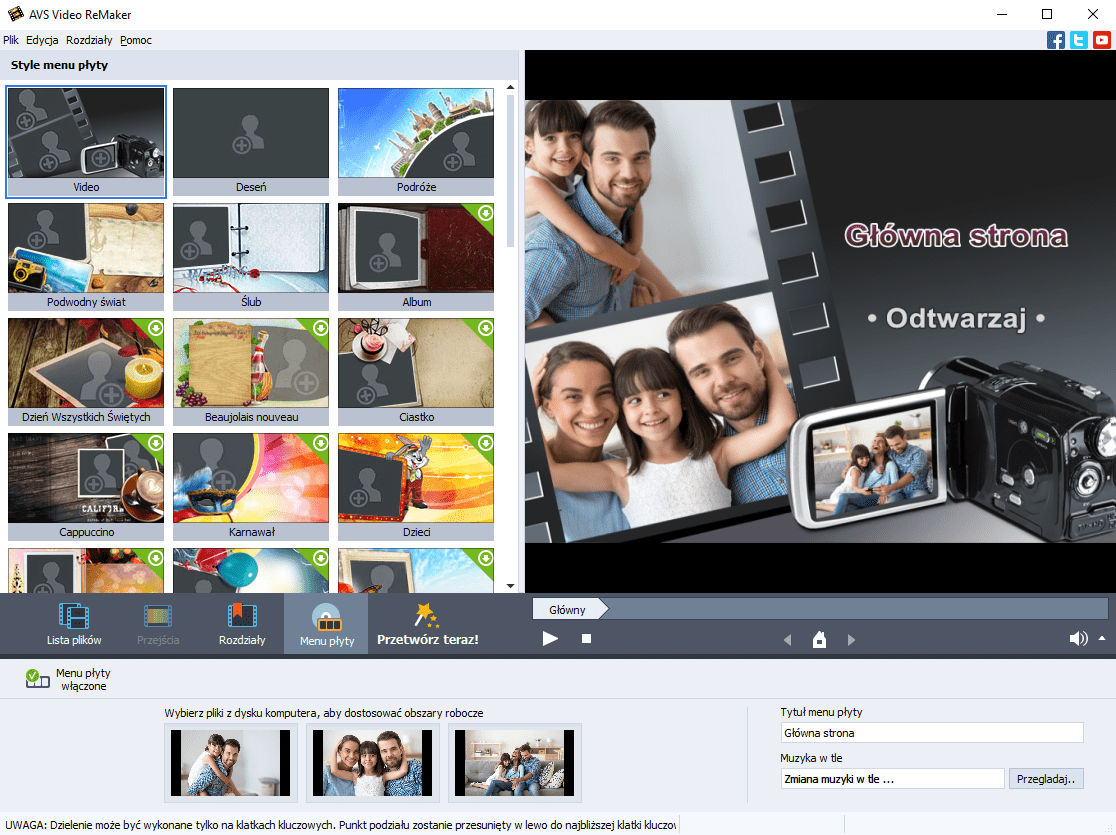 AVS Video ReMaker
Plik Edycja Rozdziały Pomoc
Style menu płyty
Video
Deseń
Podróże
Podwodny świat
Ślub
Album
Dzień Wszystkich Świętych
Beaujolais nouveau
Ciastko
Cappuccino
Karnawał
Dzieci
Główna strona
• Odtwarzaj •
Lista plików
Przejścia
Rozdziały
Menu płyty
Przetwórz teraz!
Główny
Menu płyty
włączone
Wybierz pliki z dysku komputera, aby dostosować obszary robocze
Tytuł menu płyty
Główna strona
Muzyka w tle
Zmiana muzyki w tle ...
Przegladaj..
UWAGA: Dzielenie może być wykonane tylko na klatkach kluczowych. Punkt podziału zostanie przesunięty w lewo do najbliższej klatki kluczow